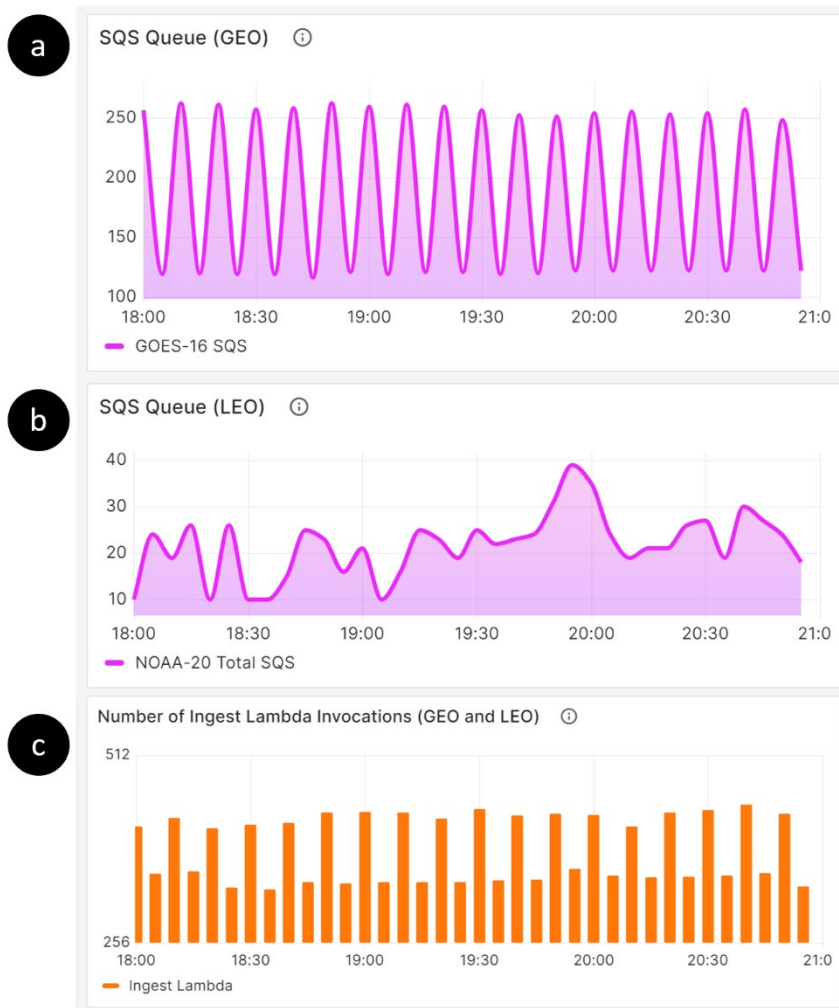 a
SQS Queue (GEO)
250
200
150
100
18:00 18:30 19:00 19:30 20:00 20:30 21:0
GOES-16 SQS
b
SQS Queue (LEO)
40
30
20
10
18:00 18:30 19:00 19:30 20:00 20:30 21:0
NOAA-20 Total SQS
c
Number of Ingest Lambda Invocations (GEO and LEO)
512
256
18:00 18:30 19:00 19:30 20:00 20:30 21:0
Ingest Lambda